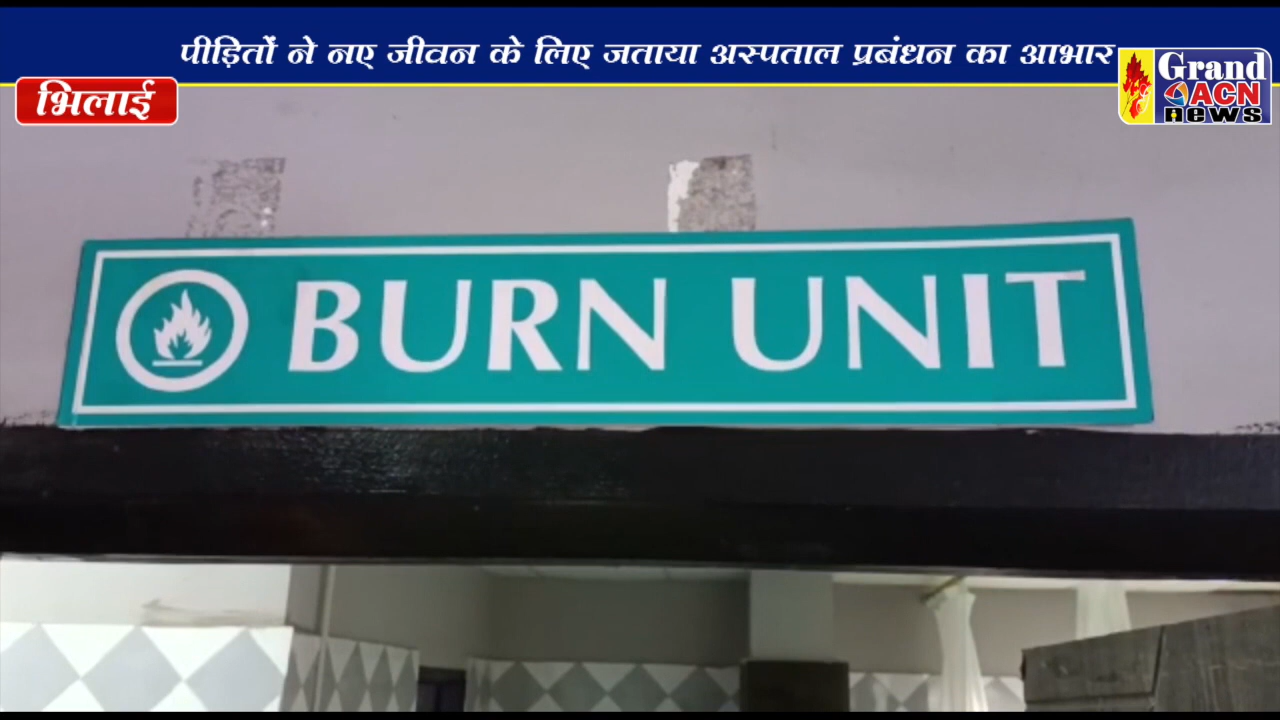 पीड़ितों ने नए जीवन के लिए जताया अस्पताल प्रबंधन का आभार
भिलाई
Grand
ACN
news
BURN UNIT